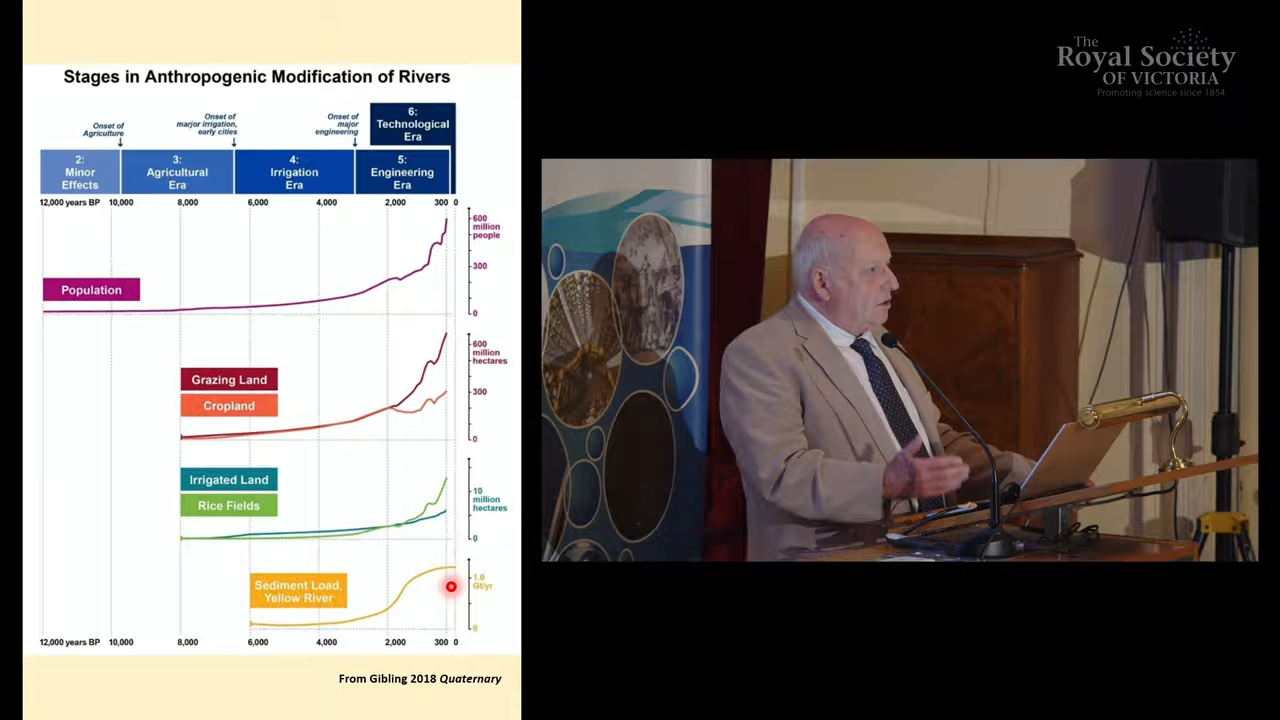 The
Royal Society
OF VICTORIA
Promoting science since 1854
Stages in Anthropogenic Modification of Rivers
Onset of
Agriculture
Onset of
marjor irrigation,
early cities
Onset of
major
engineering
6:
Technological
Era
2:
Minor
Effects
3:
Agricultural
Era
4:
Irrigation
Era
5:
Engineering
Era
12,000 years BP 10,000 8,000 6,000 4,000 2,000 300 0
600
million
people
300
0
Population
600
million
hectares
300
0
Grazing Land
Cropland
10
million
hectares
0
Irrigated Land
Rice Fields
1.0
Gt/yr
0
Sediment Load,
Yellow River
12,000 years BP 10,000 8,000 6,000 4,000 2,000 300 0
From Gibling 2018 Quaternary